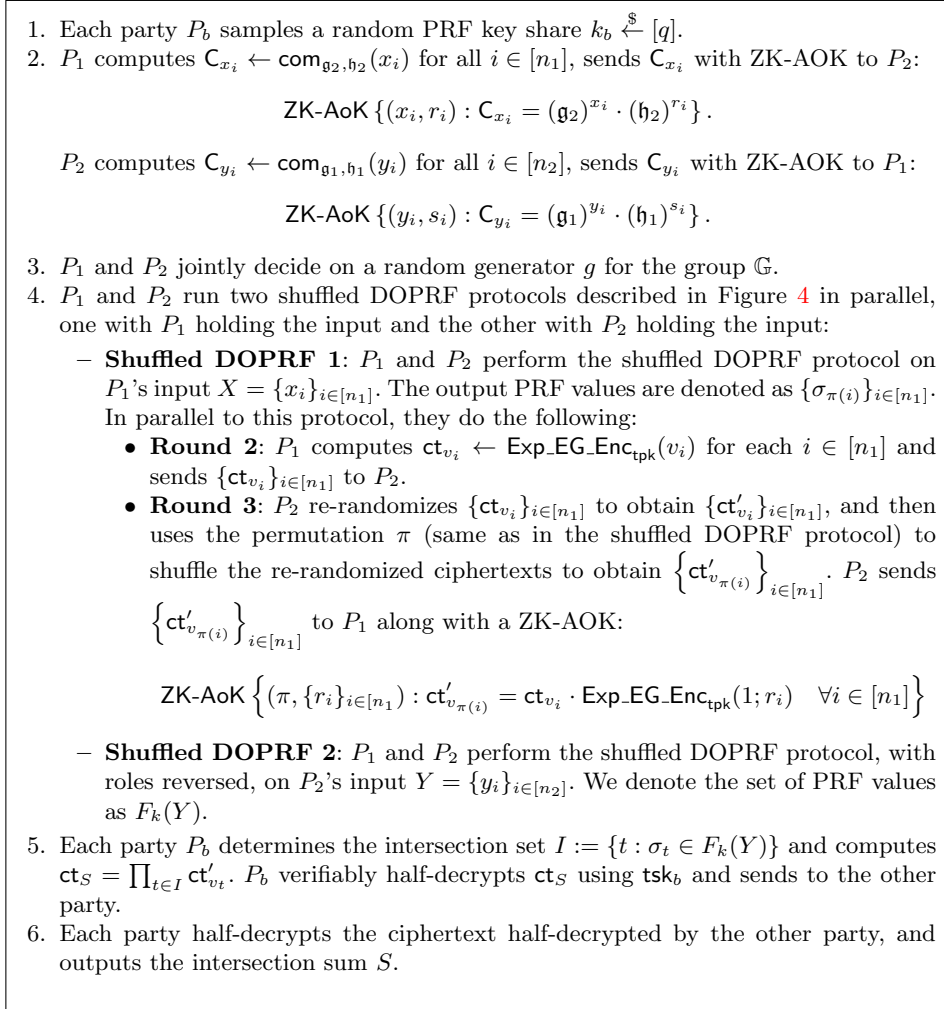 1. Each party P_b samples a random PRF key share k_b ←$ [q].
2. P_1 computes C_{x_i} ← com_{𝔤_2,𝔥_2}(x_i) for all i ∈ [n_1], sends C_{x_i} with ZK-AOK to P_2:
ZK-AoK {(x_i, r_i) : C_{x_i} = (𝔤_2)^{x_i} · (𝔥_2)^{r_i}} .
P_2 computes C_{y_i} ← com_{𝔤_1,𝔥_1}(y_i) for all i ∈ [n_2], sends C_{y_i} with ZK-AOK to P_1:
ZK-AoK {(y_i, s_i) : C_{y_i} = (𝔤_1)^{y_i} · (𝔥_1)^{s_i}} .
3. P_1 and P_2 jointly decide on a random generator g for the group 𝔾.
4. P_1 and P_2 run two shuffled DOPRF protocols described in Figure 4 in parallel,
one with P_1 holding the input and the other with P_2 holding the input:
– Shuffled DOPRF 1: P_1 and P_2 perform the shuffled DOPRF protocol on
P_1's input X = {x_i}_{i∈[n_1]}. The output PRF values are denoted as {σ_{π(i)}}_{i∈[n_1]}.
In parallel to this protocol, they do the following:
• Round 2: P_1 computes ct_{v_i} ← Exp_EG_Enc_{tpk}(v_i) for each i ∈ [n_1] and
sends {ct_{v_i}}_{i∈[n_1]} to P_2.
• Round 3: P_2 re-randomizes {ct_{v_i}}_{i∈[n_1]} to obtain {ct'_{v_i}}_{i∈[n_1]}, and then
uses the permutation π (same as in the shuffled DOPRF protocol) to
shuffle the re-randomized ciphertexts to obtain {ct'_{v_{π(i)}}}_{i∈[n_1]}. P_2 sends
{ct'_{v_{π(i)}}}_{i∈[n_1]} to P_1 along with a ZK-AOK:
ZK-AoK {(π, {r_i}_{i∈[n_1]}) : ct'_{v_{π(i)}} = ct_{v_i} · Exp_EG_Enc_{tpk}(1; r_i) ∀i ∈ [n_1]}
– Shuffled DOPRF 2: P_1 and P_2 perform the shuffled DOPRF protocol, with
roles reversed, on P_2's input Y = {y_i}_{i∈[n_2]}. We denote the set of PRF values
as F_k(Y).
5. Each party P_b determines the intersection set I := {t : σ_t ∈ F_k(Y)} and computes
ct_S = ∏_{t∈I} ct'_{v_t}. P_b verifiably half-decrypts ct_S using tsk_b and sends to the other
party.
6. Each party half-decrypts the ciphertext half-decrypted by the other party, and
outputs the intersection sum S.